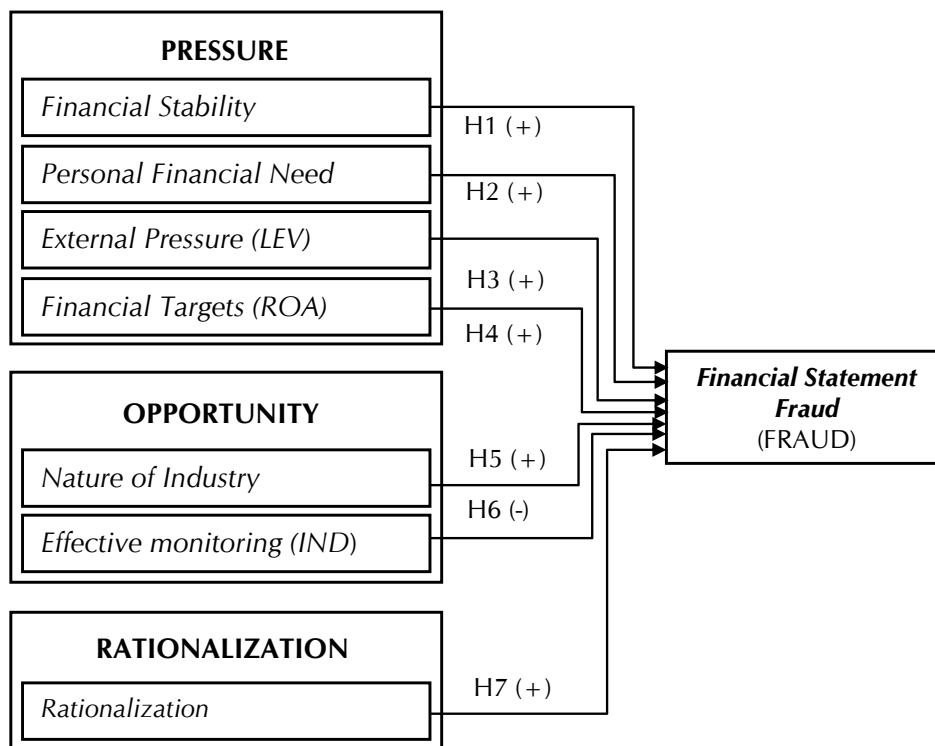 PRESSURE
Financial Stability
H1 (+)
Personal Financial Need
H2 (+)
External Pressure (LEV)
H3 (+)
Financial Targets (ROA)
H4 (+)
Financial Statement
Fraud
(FRAUD)
OPPORTUNITY
Nature of Industry
H5 (+)
Effective monitoring (IND)
H6 (-)
RATIONALIZATION
Rationalization
H7 (+)